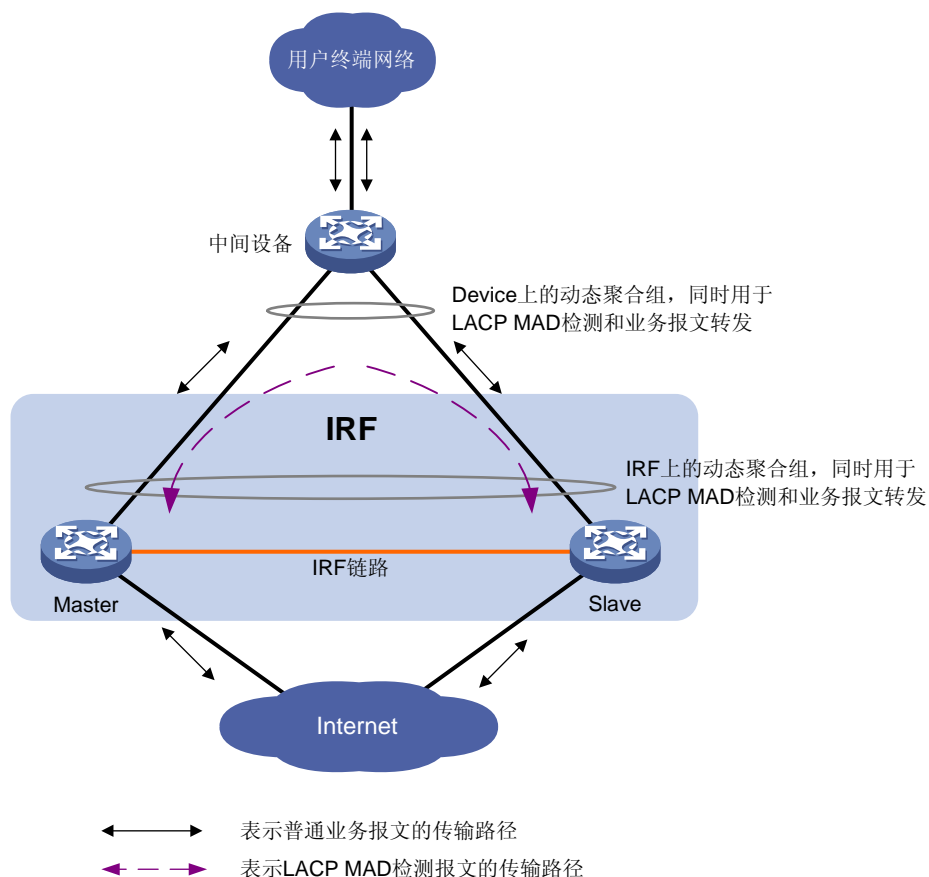 用户终端网络
中间设备
Device上的动态聚合组，同时用于
LACP MAD检测和业务报文转发
IRF
IRF上的动态聚合组，同时用于
LACP MAD检测和业务报文转发
IRF链路
Master
Slave
Internet
表示普通业务报文的传输路径
表示LACP MAD检测报文的传输路径